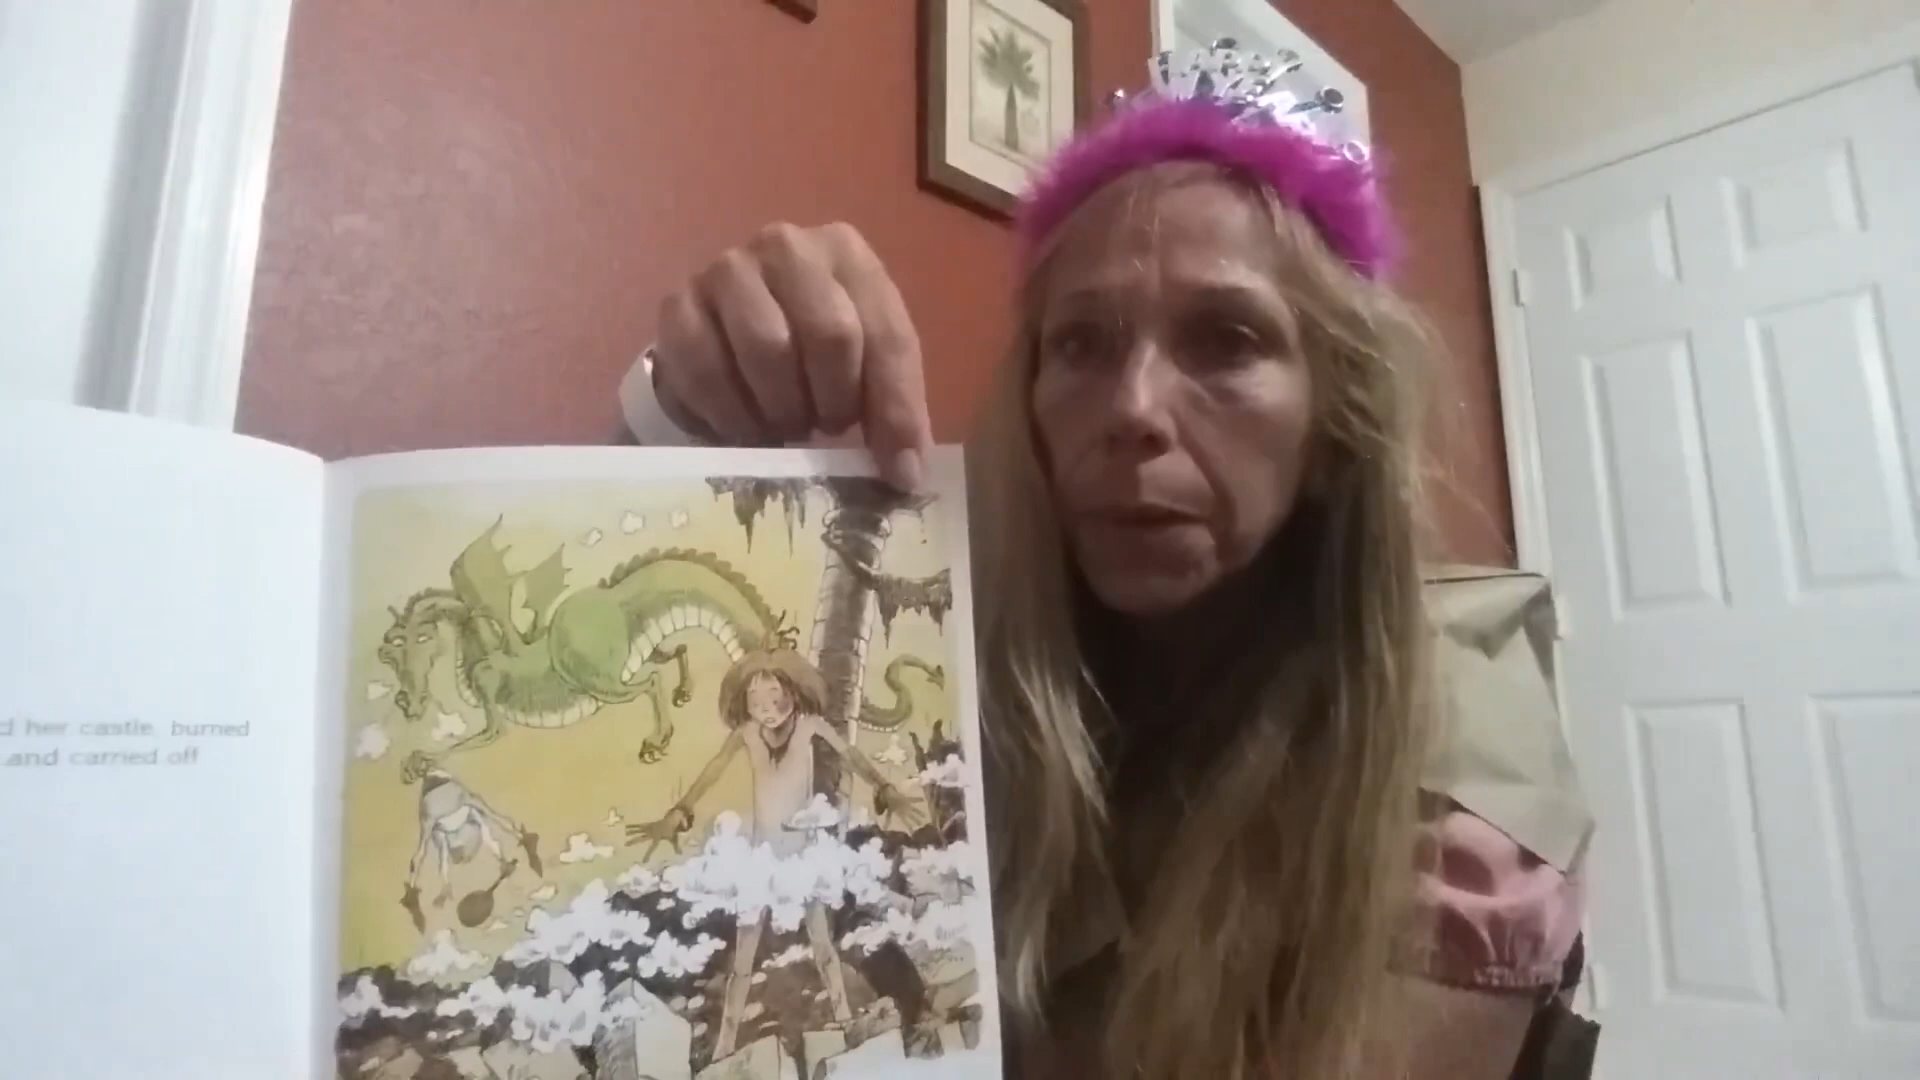 her castle, burned
and carried off